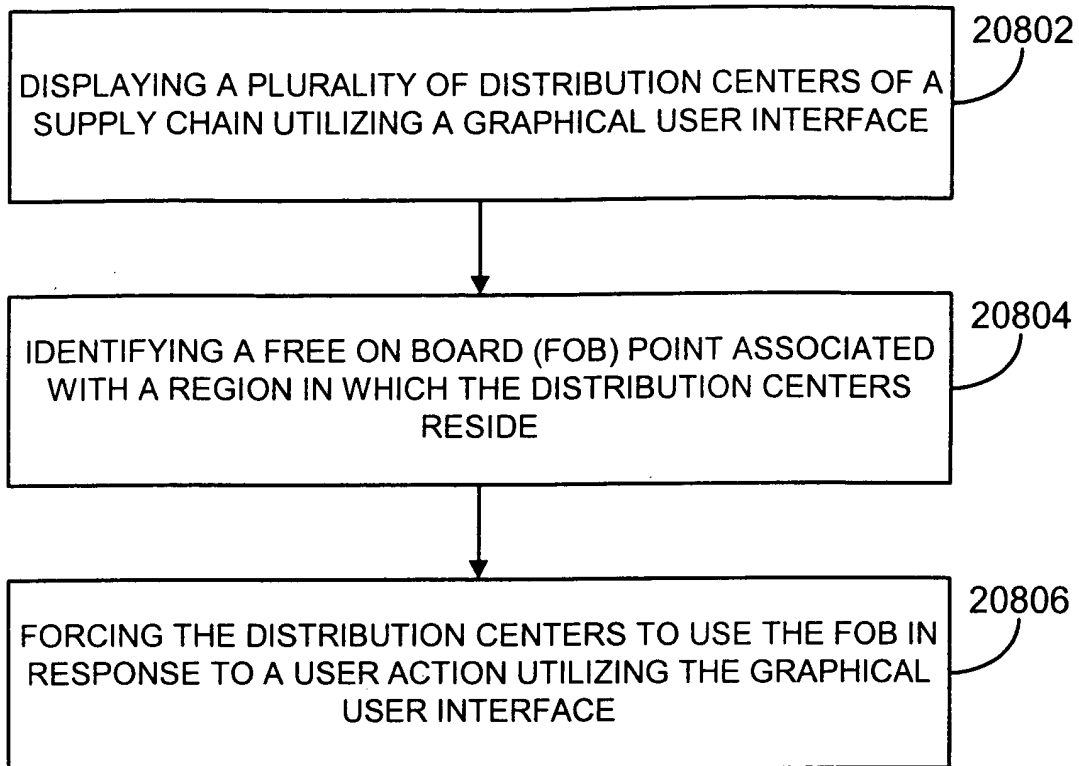 20802
DISPLAYING A PLURALITY OF DISTRIBUTION CENTERS OF A
SUPPLY CHAIN UTILIZING A GRAPHICAL USER INTERFACE
20804
IDENTIFYING A FREE ON BOARD (FOB) POINT ASSOCIATED
WITH A REGION IN WHICH THE DISTRIBUTION CENTERS
RESIDE
20806
FORCING THE DISTRIBUTION CENTERS TO USE THE FOB IN
RESPONSE TO A USER ACTION UTILIZING THE GRAPHICAL
USER INTERFACE